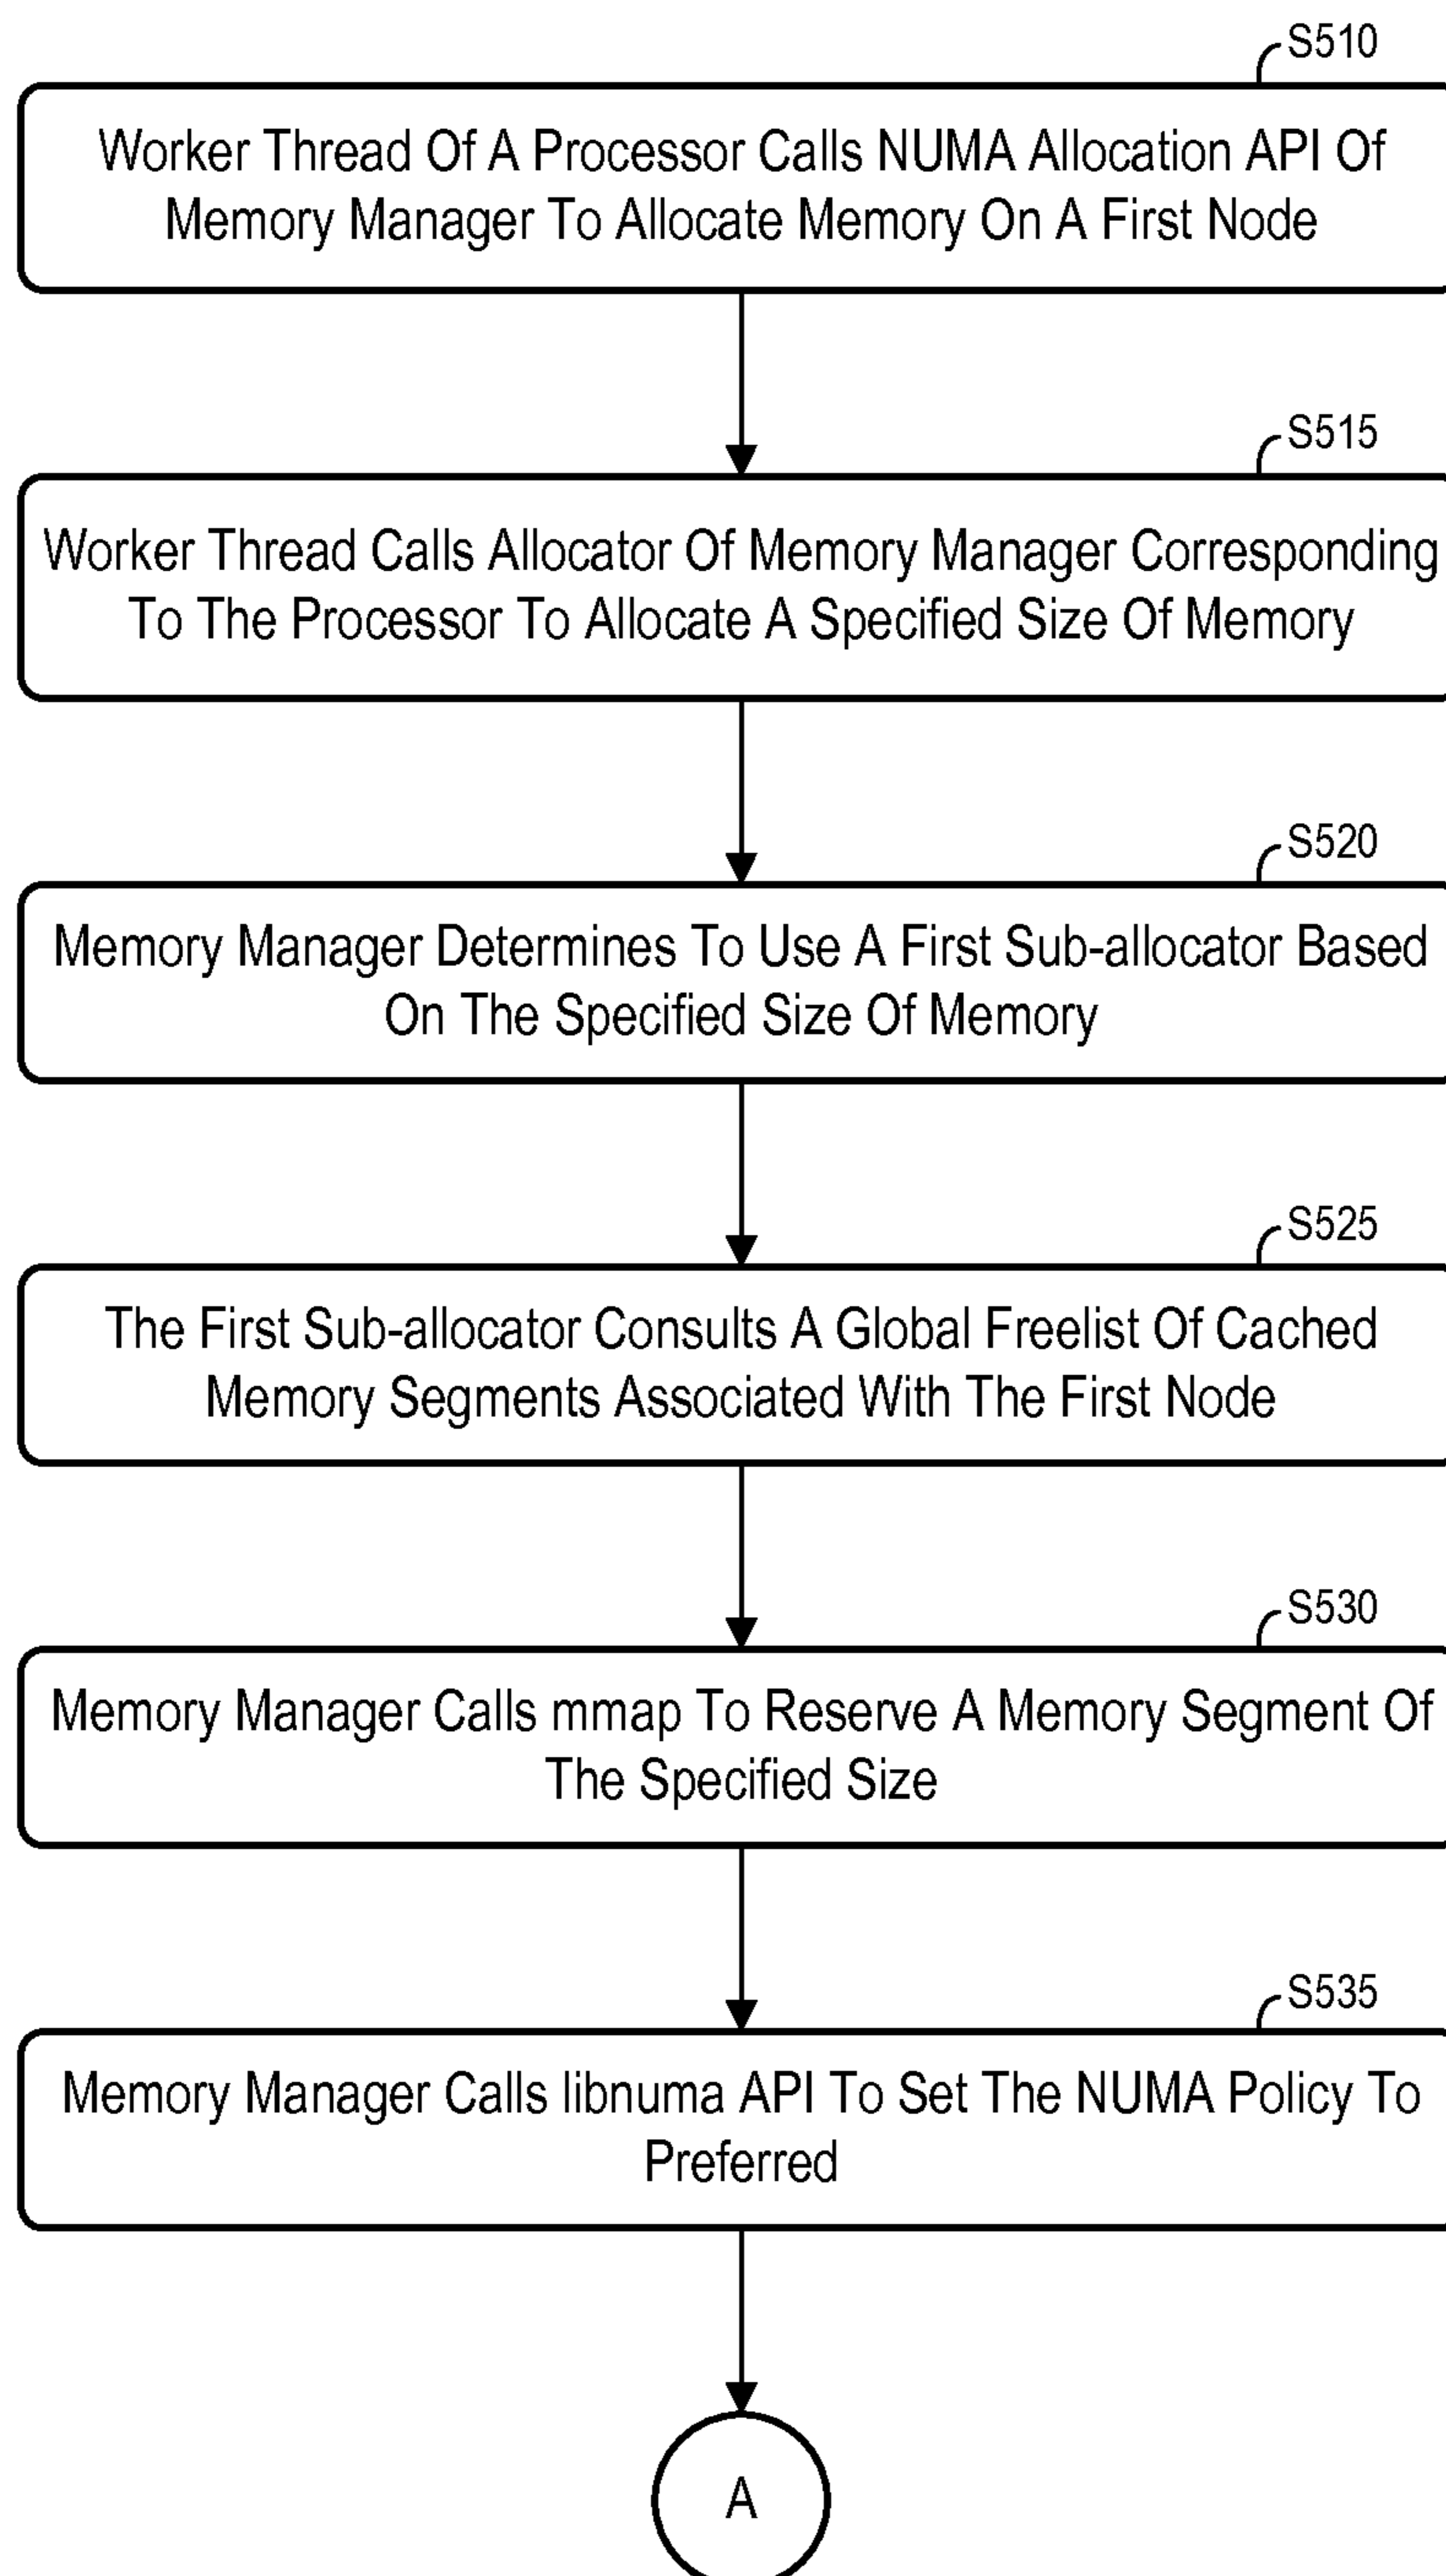 S510
Worker Thread Of A Processor Calls NUMA Allocation API Of
Memory Manager To Allocate Memory On A First Node
S515
Worker Thread Calls Allocator Of Memory Manager Corresponding
To The Processor To Allocate A Specified Size Of Memory
S520
Memory Manager Determines To Use A First Sub-allocator Based
On The Specified Size Of Memory
S525
The First Sub-allocator Consults A Global Freelist Of Cached
Memory Segments Associated With The First Node
S530
Memory Manager Calls mmap To Reserve A Memory Segment Of
The Specified Size
S535
Memory Manager Calls libnuma API To Set The NUMA Policy To
Preferred
A